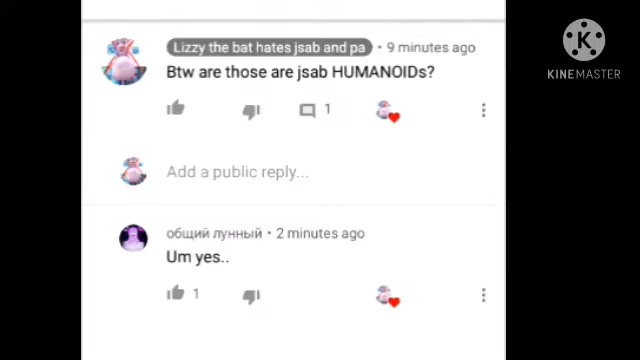 Lizzy the bat hates jsab and pa • 9 minutes ago
Btw are those are jsab HUMANOIDs?
1
Add a public reply...
общий лунный • 2 minutes ago
Um yes..
1
KINEMASTER